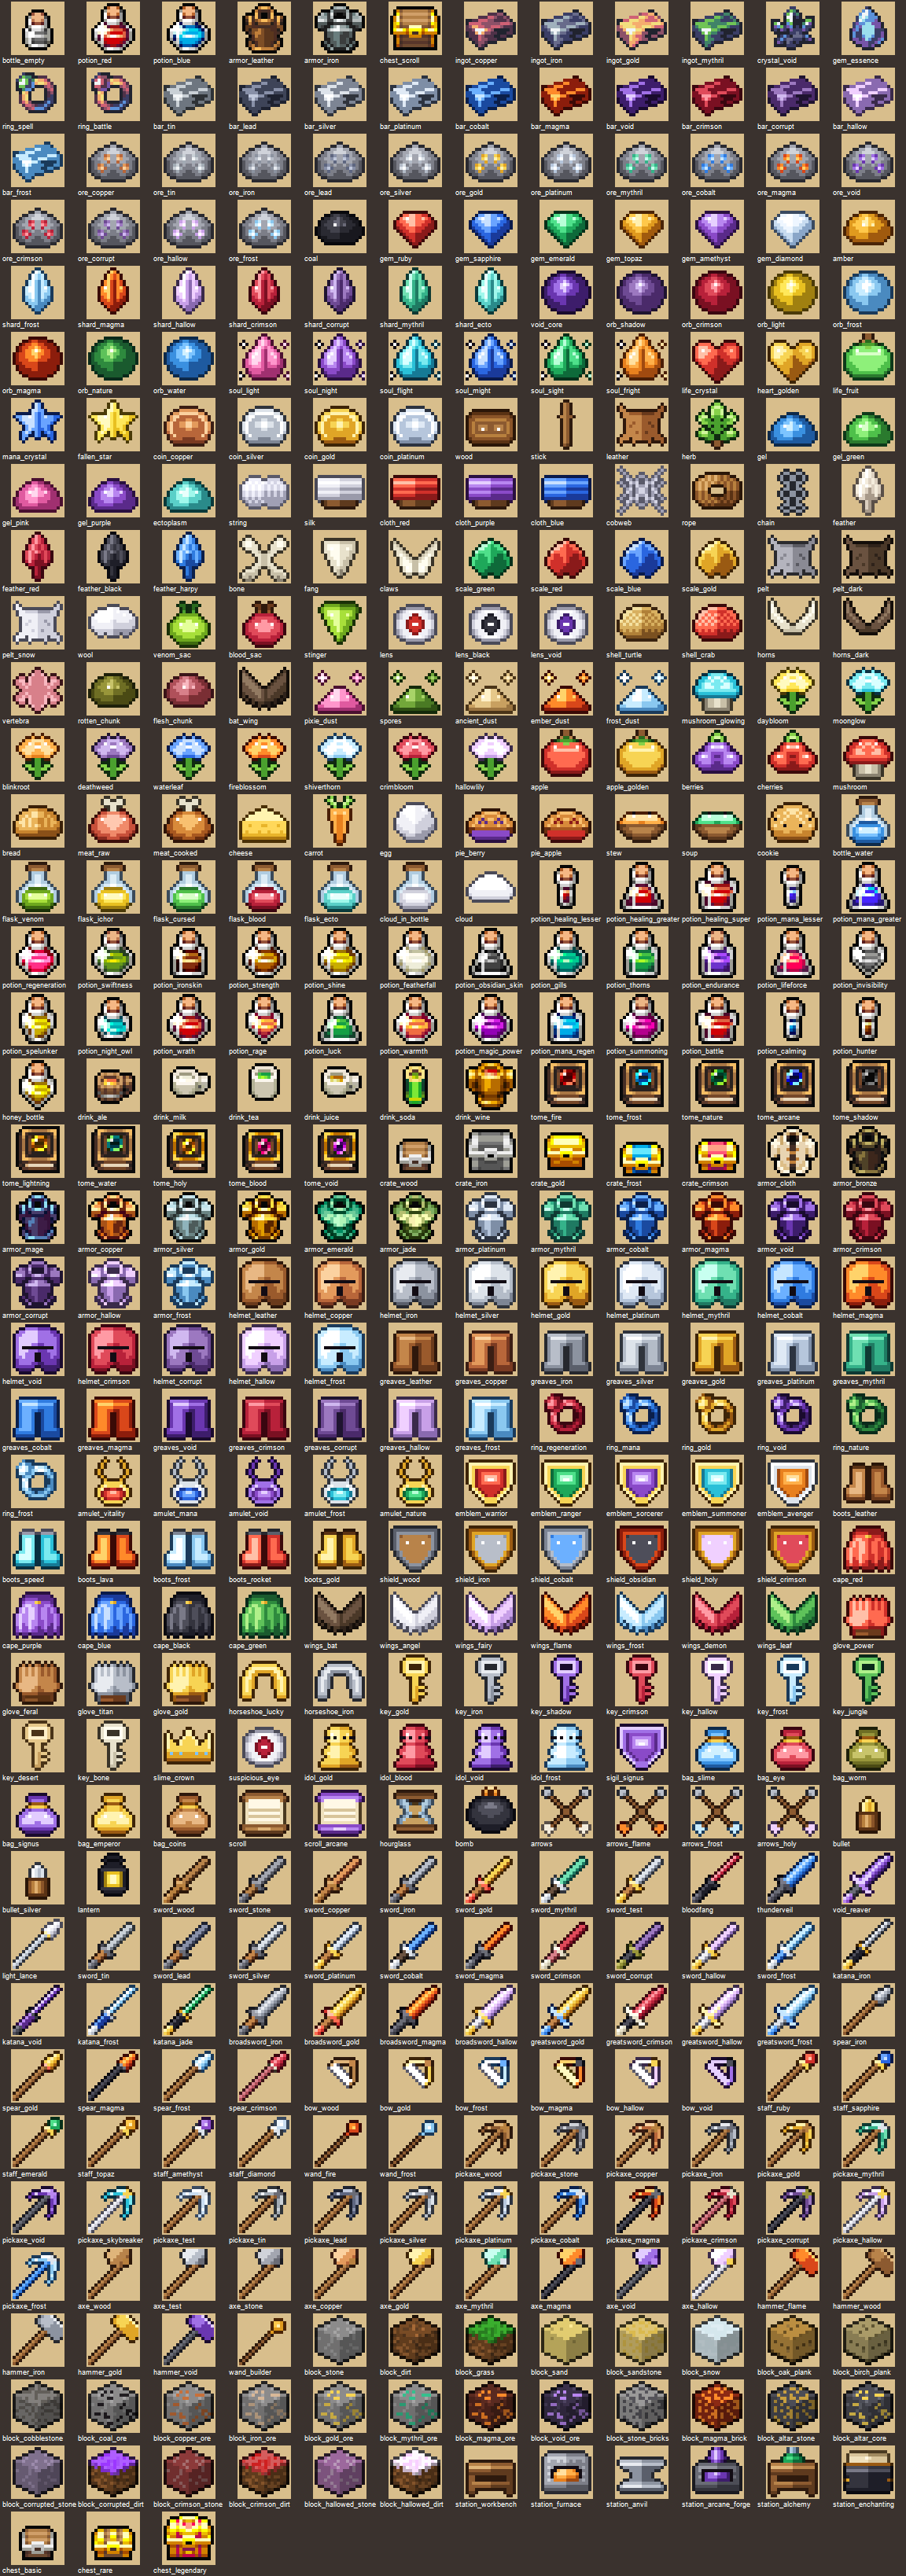 bottle_empty potion_red potion_blue armor_leather armor_iron chest_scroll ingot_copper ingot_iron ingot_gold ingot_mythril crystal_void gem_essence
ring_spell ring_battle bar_tin bar_lead bar_silver bar_platinum bar_cobalt bar_magma bar_void bar_crimson bar_corrupt bar_hallow
bar_frost ore_copper ore_tin ore_iron ore_lead ore_silver ore_gold ore_platinum ore_mythril ore_cobalt ore_magma ore_void
ore_crimson ore_corrupt ore_hallow ore_frost coal gem_ruby gem_sapphire gem_emerald gem_topaz gem_amethyst gem_diamond amber
shard_frost shard_magma shard_hallow shard_crimson shard_corrupt shard_mythril shard_ecto void_core orb_shadow orb_crimson orb_light orb_frost
orb_magma orb_nature orb_water soul_light soul_night soul_flight soul_might soul_sight soul_fright life_crystal heart_golden life_fruit
mana_crystal fallen_star coin_copper coin_silver coin_gold coin_platinum wood stick leather herb gel gel_green
gel_pink gel_purple ectoplasm string silk cloth_red cloth_purple cloth_blue cobweb rope chain feather
feather_red feather_black feather_harpy bone fang claws scale_green scale_red scale_blue scale_gold pelt pelt_dark
pelt_snow wool venom_sac blood_sac stinger lens lens_black lens_void shell_turtle shell_crab horns horns_dark
vertebra rotten_chunk flesh_chunk bat_wing pixie_dust spores ancient_dust ember_dust frost_dust mushroom_glowing daybloom moonglow
blinkroot deathweed waterleaf fireblossom shiverthorn crimbloom hallowlily apple apple_golden berries cherries mushroom
bread meat_raw meat_cooked cheese carrot egg pie_berry pie_apple stew soup cookie bottle_water
flask_venom flask_ichor flask_cursed flask_blood flask_ecto cloud_in_bottle cloud potion_healing_lesser potion_healing_greater potion_healing_super potion_mana_lesser potion_mana_greater
potion_regeneration potion_swiftness potion_ironskin potion_strength potion_shine potion_featherfall potion_obsidian_skin potion_gills potion_thorns potion_endurance potion_lifeforce potion_invisibility
potion_spelunker potion_night_owl potion_wrath potion_rage potion_luck potion_warmth potion_magic_power potion_mana_regen potion_summoning potion_battle potion_calming potion_hunter
honey_bottle drink_ale drink_milk drink_tea drink_juice drink_soda drink_wine tome_fire tome_frost tome_nature tome_arcane tome_shadow
tome_lightning tome_water tome_holy tome_blood tome_void crate_wood crate_iron crate_gold crate_frost crate_crimson armor_cloth armor_bronze
armor_mage armor_copper armor_silver armor_gold armor_emerald armor_jade armor_platinum armor_mythril armor_cobalt armor_magma armor_void armor_crimson
armor_corrupt armor_hallow armor_frost helmet_leather helmet_copper helmet_iron helmet_silver helmet_gold helmet_platinum helmet_mythril helmet_cobalt helmet_magma
helmet_void helmet_crimson helmet_corrupt helmet_hallow helmet_frost greaves_leather greaves_copper greaves_iron greaves_silver greaves_gold greaves_platinum greaves_mythril
greaves_cobalt greaves_magma greaves_void greaves_crimson greaves_corrupt greaves_hallow greaves_frost ring_regeneration ring_mana ring_gold ring_void ring_nature
ring_frost amulet_vitality amulet_mana amulet_void amulet_frost amulet_nature emblem_warrior emblem_ranger emblem_sorcerer emblem_summoner emblem_avenger boots_leather
boots_speed boots_lava boots_frost boots_rocket boots_gold shield_wood shield_iron shield_cobalt shield_obsidian shield_holy shield_crimson cape_red
cape_purple cape_blue cape_black cape_green wings_bat wings_angel wings_fairy wings_flame wings_frost wings_demon wings_leaf glove_power
glove_feral glove_titan glove_gold horseshoe_lucky horseshoe_iron key_gold key_iron key_shadow key_crimson key_hallow key_frost key_jungle
key_desert key_bone slime_crown suspicious_eye idol_gold idol_blood idol_void idol_frost sigil_signus bag_slime bag_eye bag_worm
bag_signus bag_emperor bag_coins scroll scroll_arcane hourglass bomb arrows arrows_flame arrows_frost arrows_holy bullet
bullet_silver lantern sword_wood sword_stone sword_copper sword_iron sword_gold sword_mythril sword_test bloodfang thunderveil void_reaver
light_lance sword_tin sword_lead sword_silver sword_platinum sword_cobalt sword_magma sword_crimson sword_corrupt sword_hallow sword_frost katana_iron
katana_void katana_frost katana_jade broadsword_iron broadsword_gold broadsword_magma broadsword_hallow greatsword_gold greatsword_crimson greatsword_hallow greatsword_frost spear_iron
spear_gold spear_magma spear_frost spear_crimson bow_wood bow_gold bow_frost bow_magma bow_hallow bow_void staff_ruby staff_sapphire
staff_emerald staff_topaz staff_amethyst staff_diamond wand_fire wand_frost pickaxe_wood pickaxe_stone pickaxe_copper pickaxe_iron pickaxe_gold pickaxe_mythril
pickaxe_void pickaxe_skybreaker pickaxe_test pickaxe_tin pickaxe_lead pickaxe_silver pickaxe_platinum pickaxe_cobalt pickaxe_magma pickaxe_crimson pickaxe_corrupt pickaxe_hallow
pickaxe_frost axe_wood axe_test axe_stone axe_copper axe_gold axe_mythril axe_magma axe_void axe_hallow hammer_flame hammer_wood
hammer_iron hammer_gold hammer_void wand_builder block_stone block_dirt block_grass block_sand block_sandstone block_snow block_oak_plank block_birch_plank
block_cobblestone block_coal_ore block_copper_ore block_iron_ore block_gold_ore block_mythril_ore block_magma_ore block_void_ore block_stone_bricks block_magma_brick block_altar_stone block_altar_core
block_corrupted_stone block_corrupted_dirt block_crimson_stone block_crimson_dirt block_hallowed_stone block_hallowed_dirt station_workbench station_furnace station_anvil station_arcane_forge station_alchemy station_enchanting
chest_basic chest_rare chest_legendary